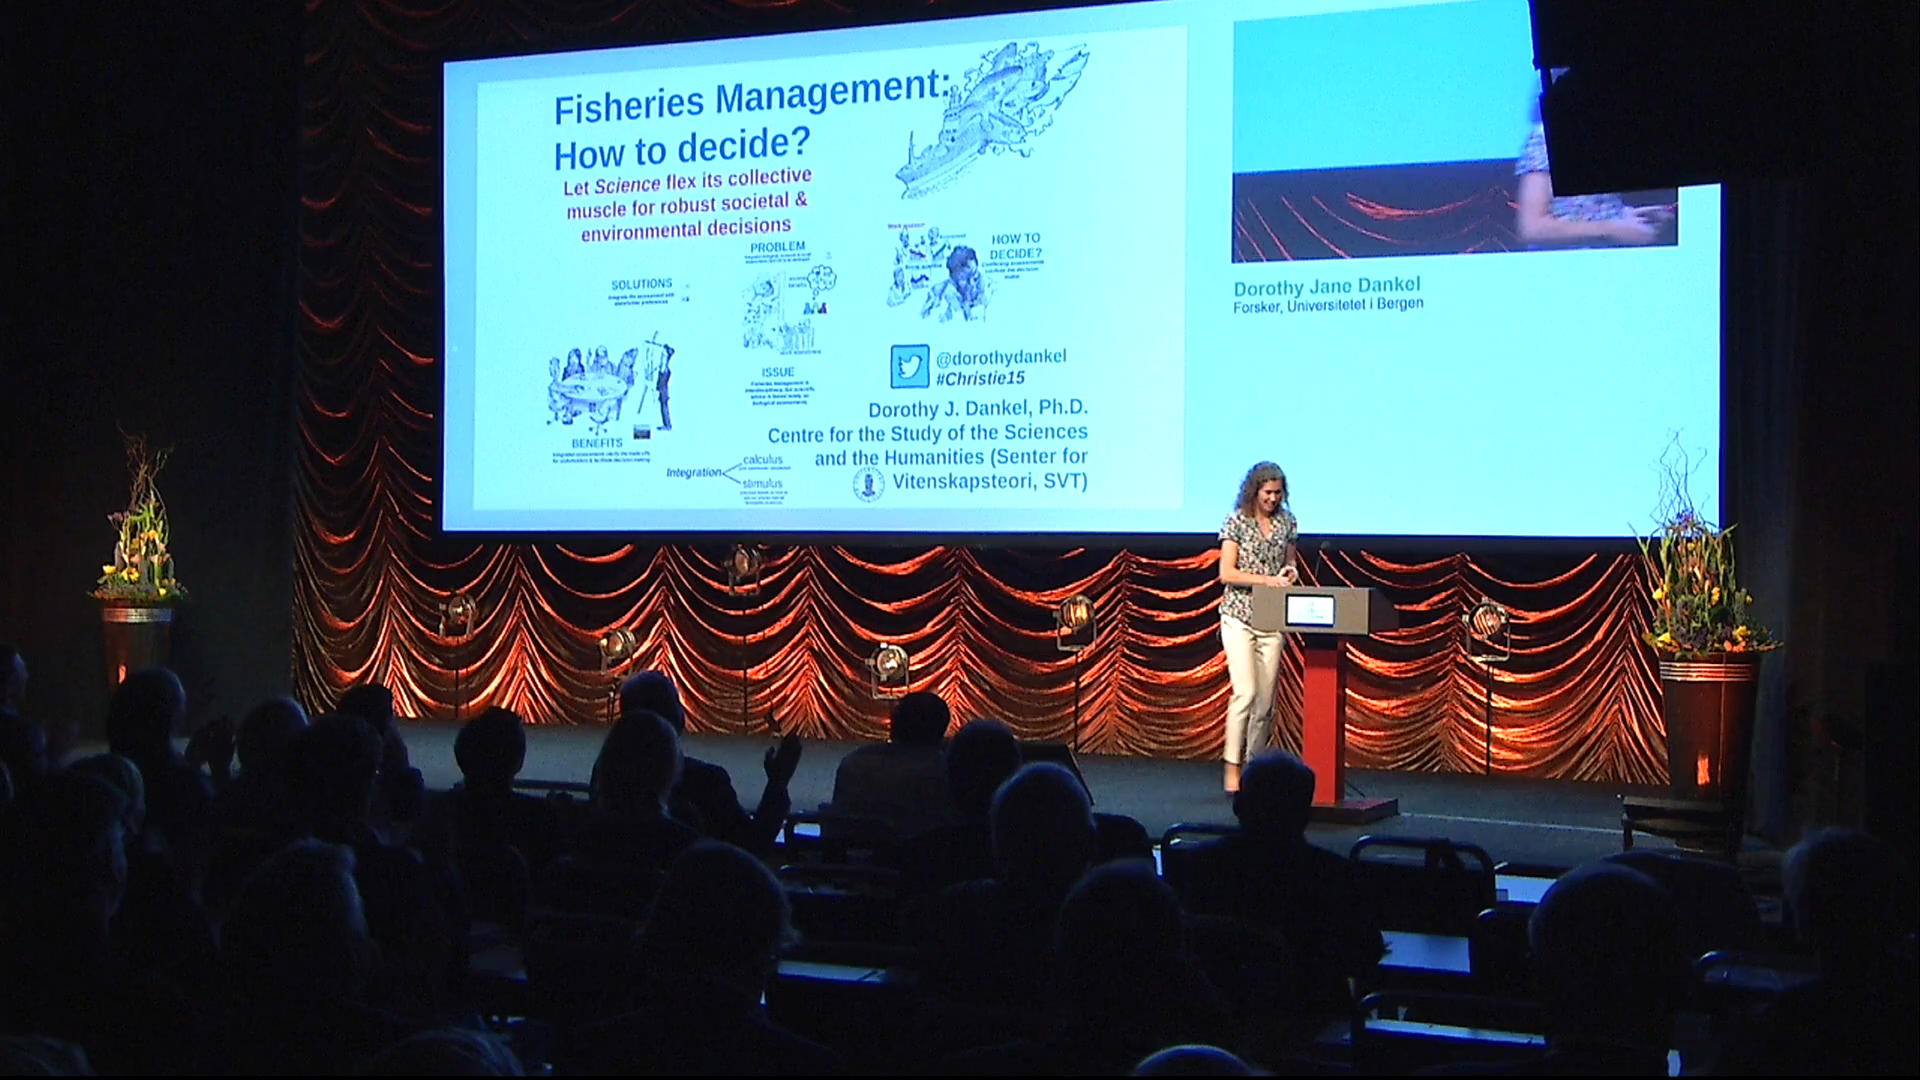 Fisheries Management:
How to decide?
Let Science flex its collective
muscle for robust societal &
environmental decisions
PROBLEM
SOLUTIONS
HOW TO
DECIDE?
ISSUE
BENEFITS
Integration
calculus
stimulus
@dorothydankel
#Christie15
Dorothy J. Dankel, Ph.D.
Centre for the Study of the Sciences
and the Humanities (Senter for
Vitenskapsteori, SVT)
Dorothy Jane Dankel
Forsker, Universitetet i Bergen